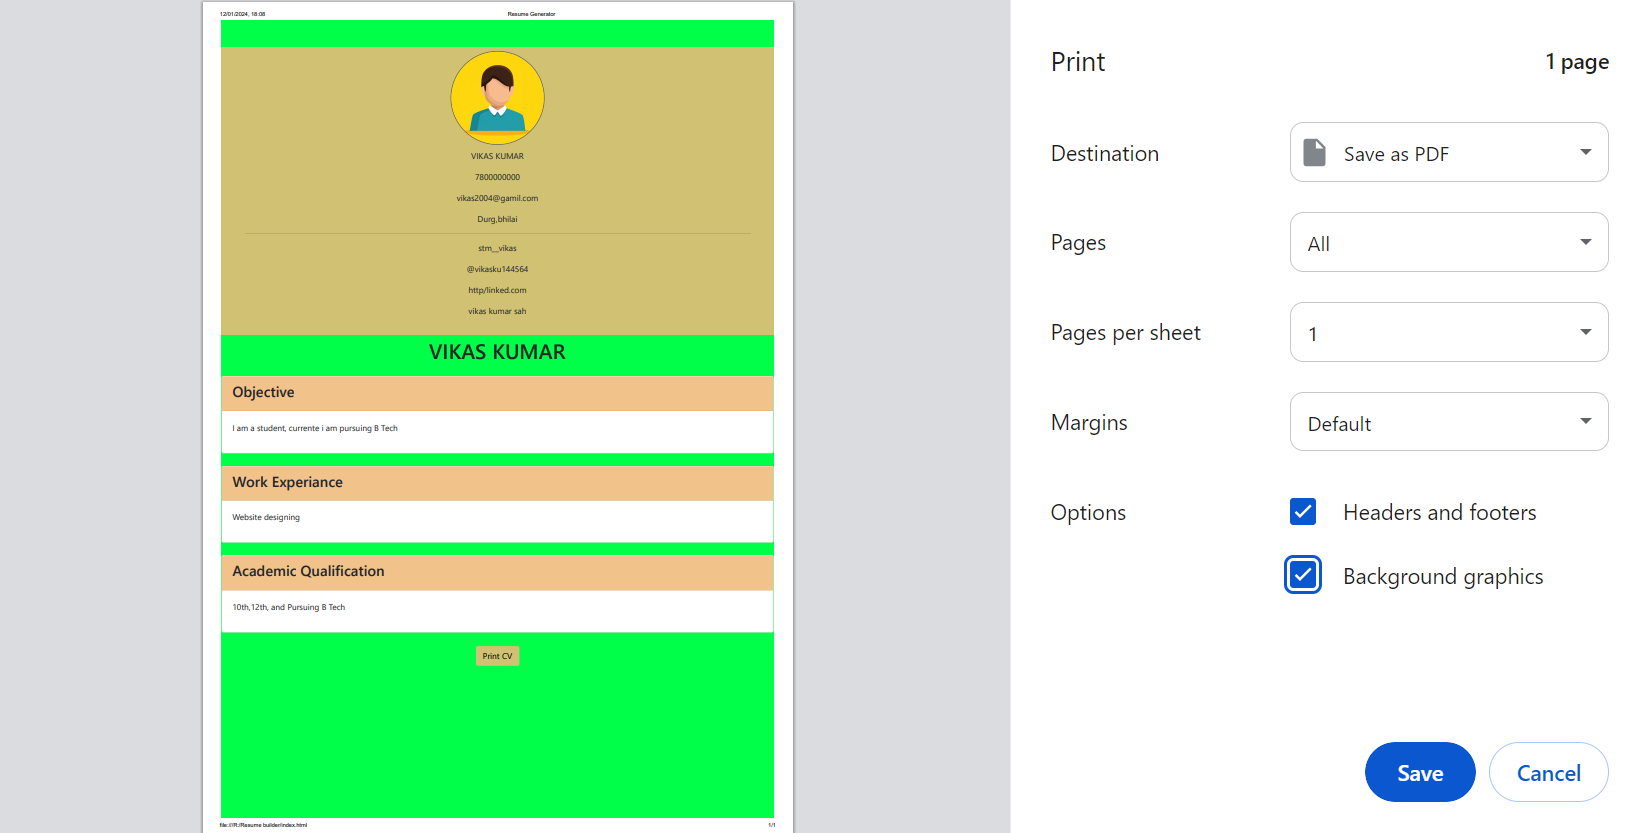 12/01/2024, 18:08
Resume Generator
VIKAS KUMAR
7800000000
vikas2004@gamil.com
Durg,bhilai
stm__vikas
@vikasku144564
http/linked.com
vikas kumar sah
VIKAS KUMAR
Objective
I am a student, currente i am pursuing B Tech
Work Experiance
Website designing
Academic Qualification
10th,12th, and Pursuing B Tech
Print CV
file:///R:/Resume builder/index.html
1/1
Print
1 page
Destination
Save as PDF
Pages
All
Pages per sheet
1
Margins
Default
Options
Headers and footers
Background graphics
Save
Cancel